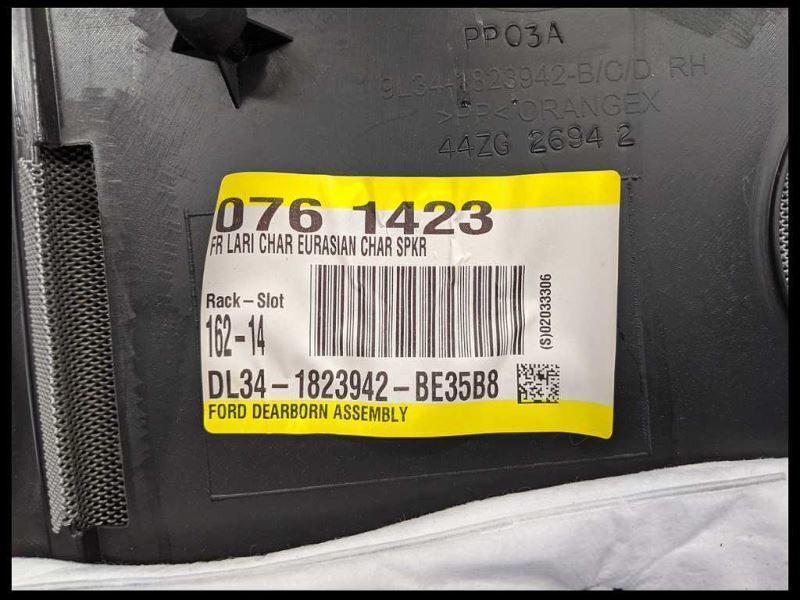 PP03A
9L34-1823942-B/C/D RH
>PP< ORANGEX
44ZG 2694 2
076 1423
FR LARI CHAR EURASIAN CHAR SPKR
Rack-Slot
162-14
(S)02033306
DL34-1823942-BE35B8
FORD DEARBORN ASSEMBLY